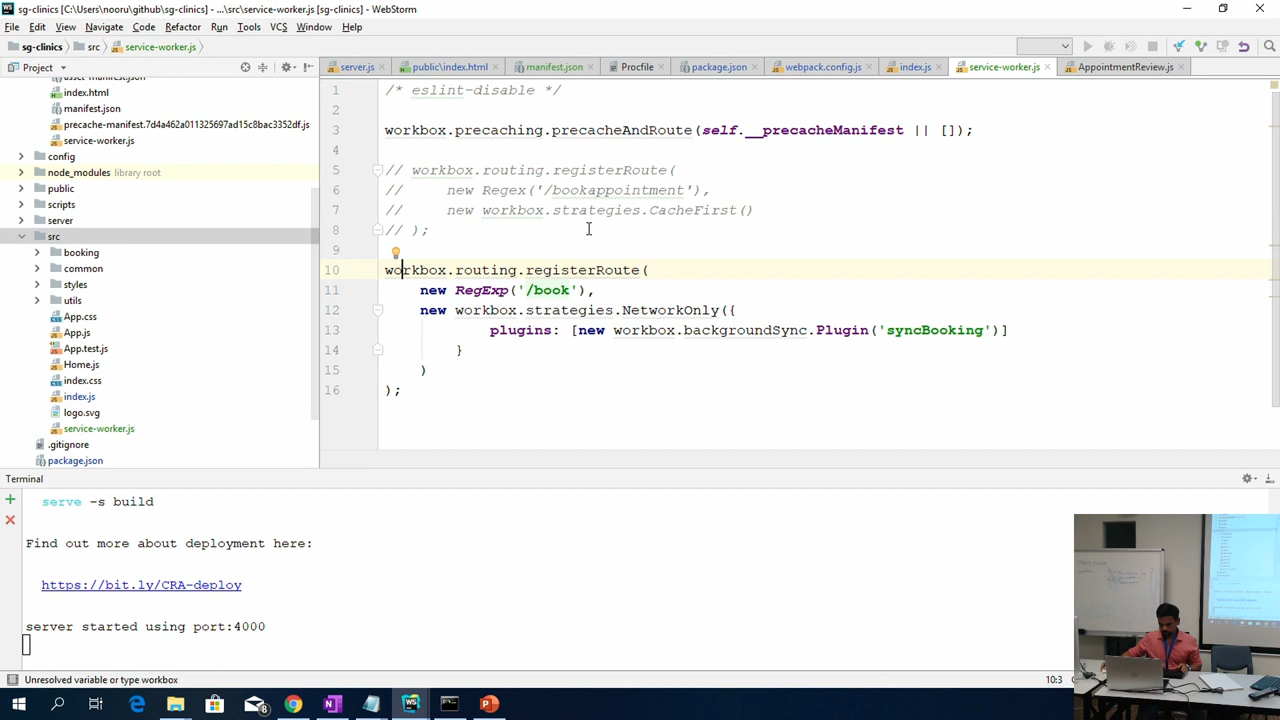 sg-clinics [C:\Users\nooru\github\sg-clinics] - ...\src\service-worker.js [sg-clinics] - WebStorm
File Edit View Navigate Code Refactor Run Tools VCS Window Help
sg-clinics src service-worker.js
Project
server.js public\index.html manifest.json Procfile package.json webpack.config.js index.js service-worker.js AppointmentReview.js
asset-manifest.json
index.html
manifest.json
precache-manifest.7d4a462a011325697ad15c8bac3352df.js
service-worker.js
config
node_modules library root
public
scripts
server
src
booking
common
styles
utils
App.css
App.js
App.test.js
Home.js
index.css
index.js
logo.svg
service-worker.js
.gitignore
package.json
1 /* eslint-disable */
2
3 workbox.precaching.precacheAndRoute(self.__precacheManifest || []);
4
5 // workbox.routing.registerRoute(
6 //     new Regex('/bookappointment'),
7 //     new workbox.strategies.CacheFirst()
8 // );
9
10 workbox.routing.registerRoute(
11     new RegExp('/book'),
12     new workbox.strategies.NetworkOnly({
13             plugins: [new workbox.backgroundSync.Plugin('syncBooking')]
14         }
15     )
16 );
Terminal
serve -s build
Find out more about deployment here:
https://bit.ly/CRA-deploy
server started using port:4000
Unresolved variable or type workbox
10:3
8